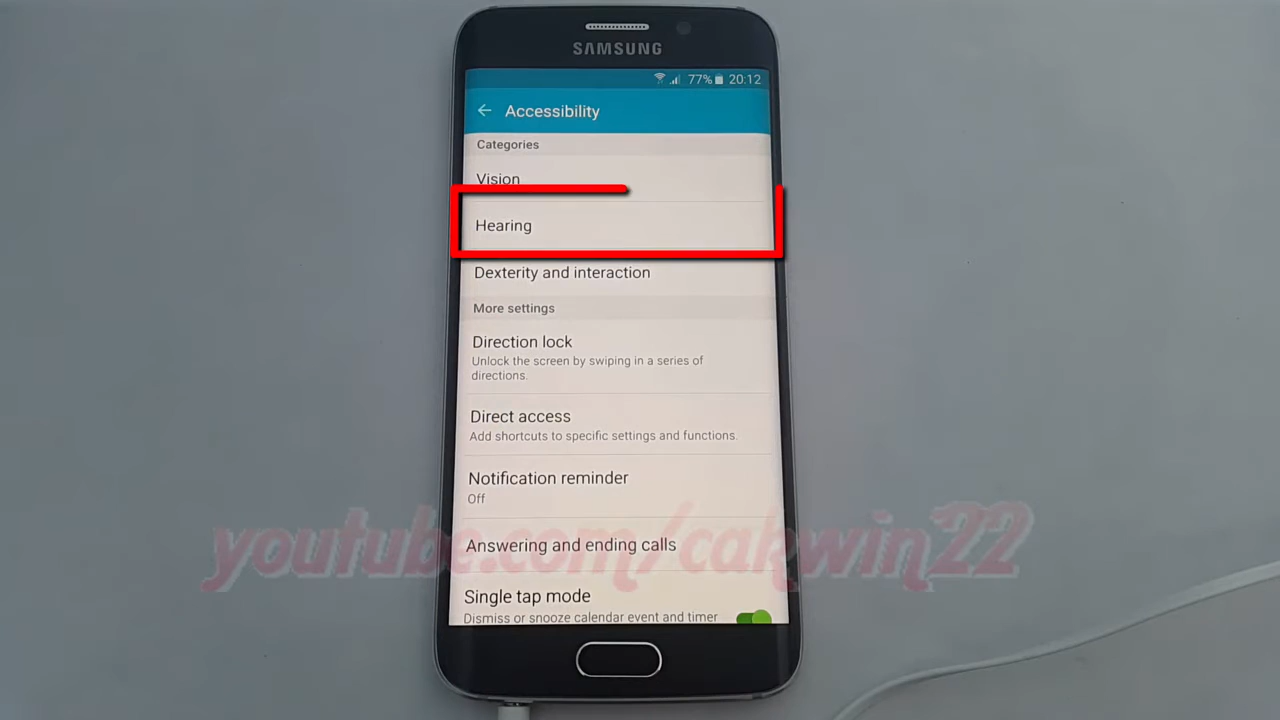 SAMSUNG
77% 20:12
Accessibility
Categories
Vision
Hearing
Dexterity and interaction
More settings
Direction lock
Unlock the screen by swiping in a series of
directions.
Direct access
Add shortcuts to specific settings and functions.
Notification reminder
Off
youtube.com/cakwin22
Answering and ending calls
Single tap mode
Dismiss or snooze calendar event and timer